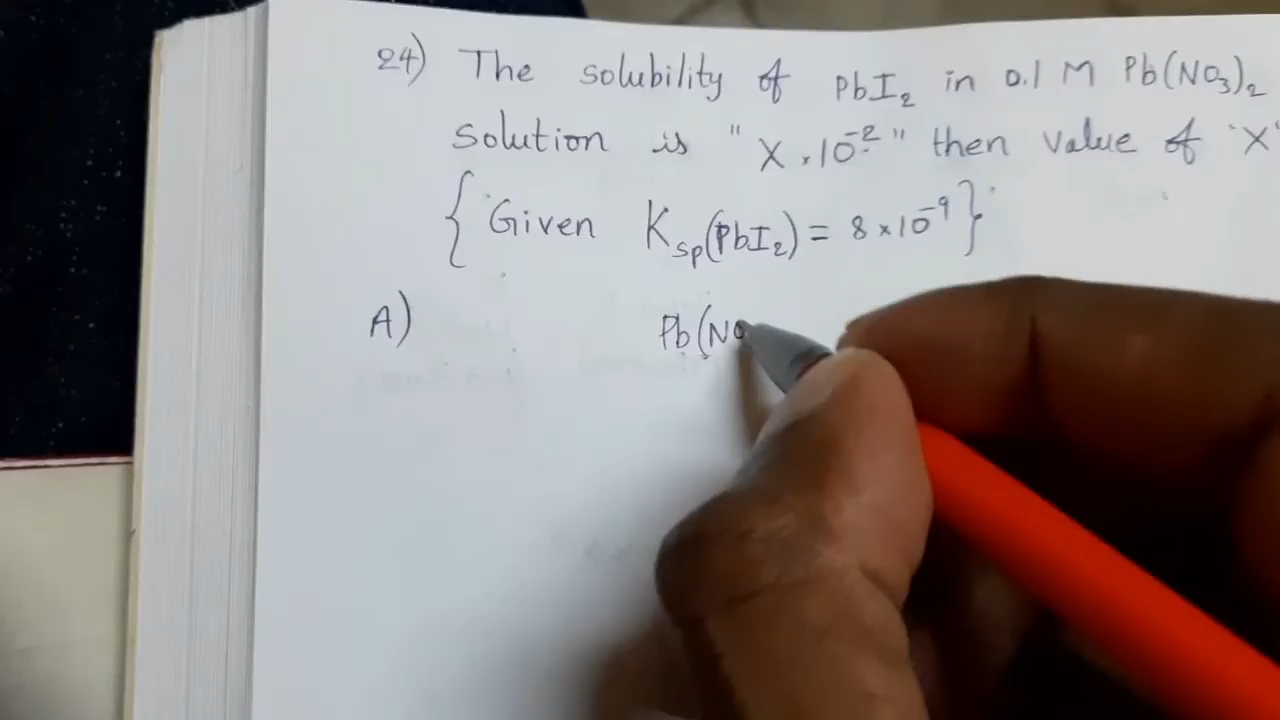 24) The solubility of PbI₂ in 0.1 M Pb(NO₃)₂
solution is " X × 10⁻² " then value of 'X'
{ Given Ksp(PbI₂) = 8 × 10⁻⁹ }
A) Pb(NO